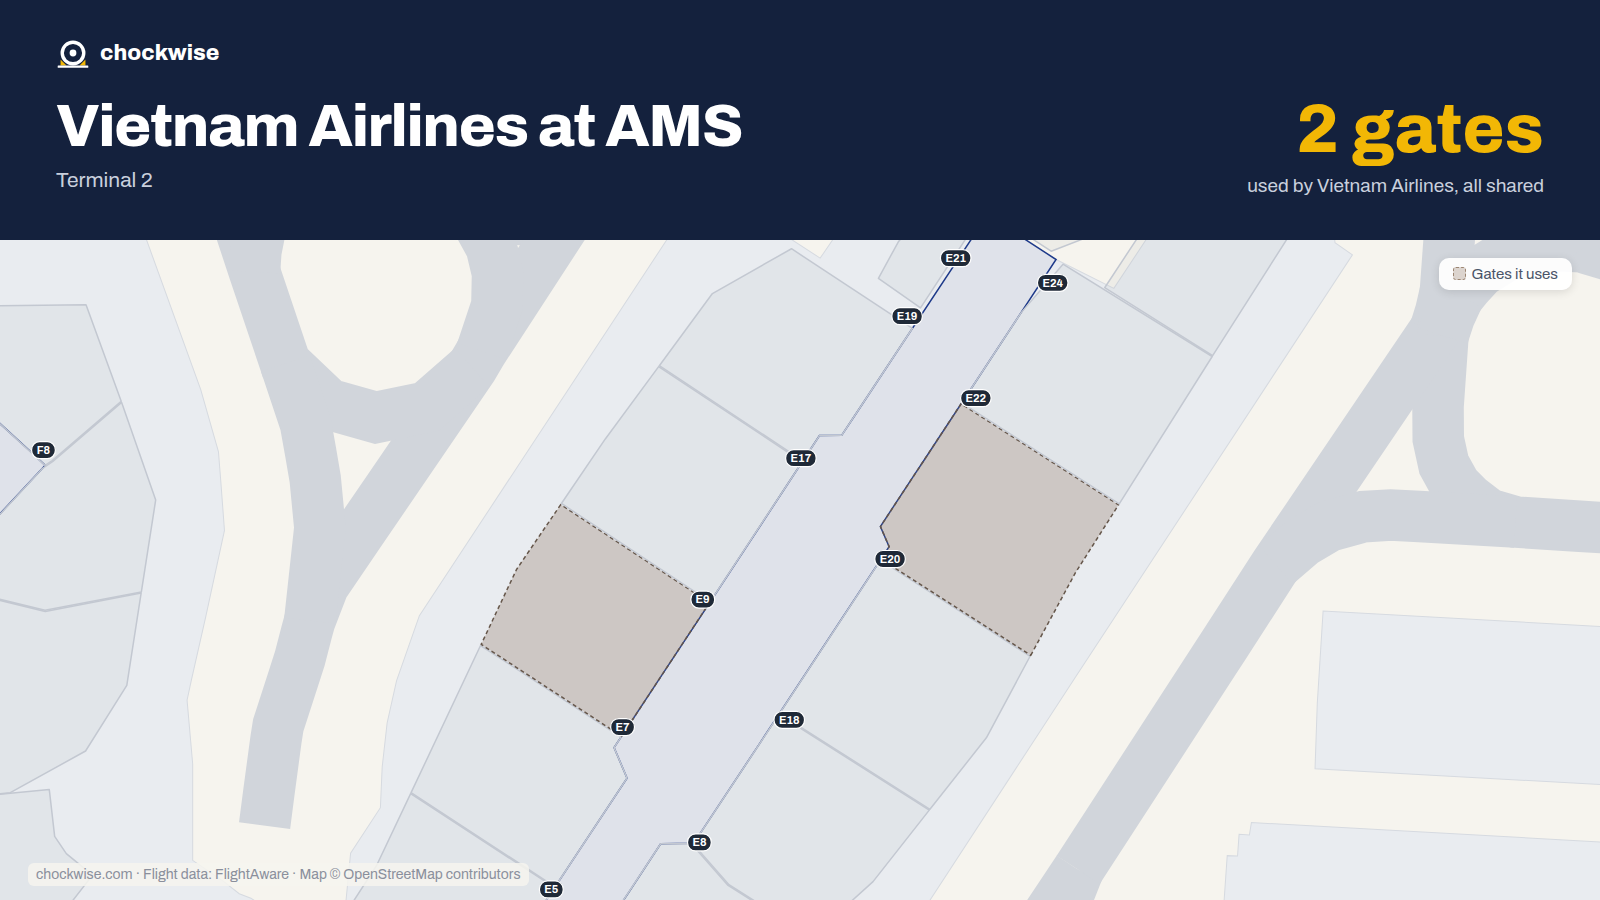 chockwise
Vietnam Airlines at AMS
Terminal 2
2 gates
used by Vietnam Airlines, all shared
Gates it uses
E21
E24
E19
E22
F8
E17
E20
E9
E18
E7
E8
E5
chockwise.com · Flight data: FlightAware · Map © OpenStreetMap contributors